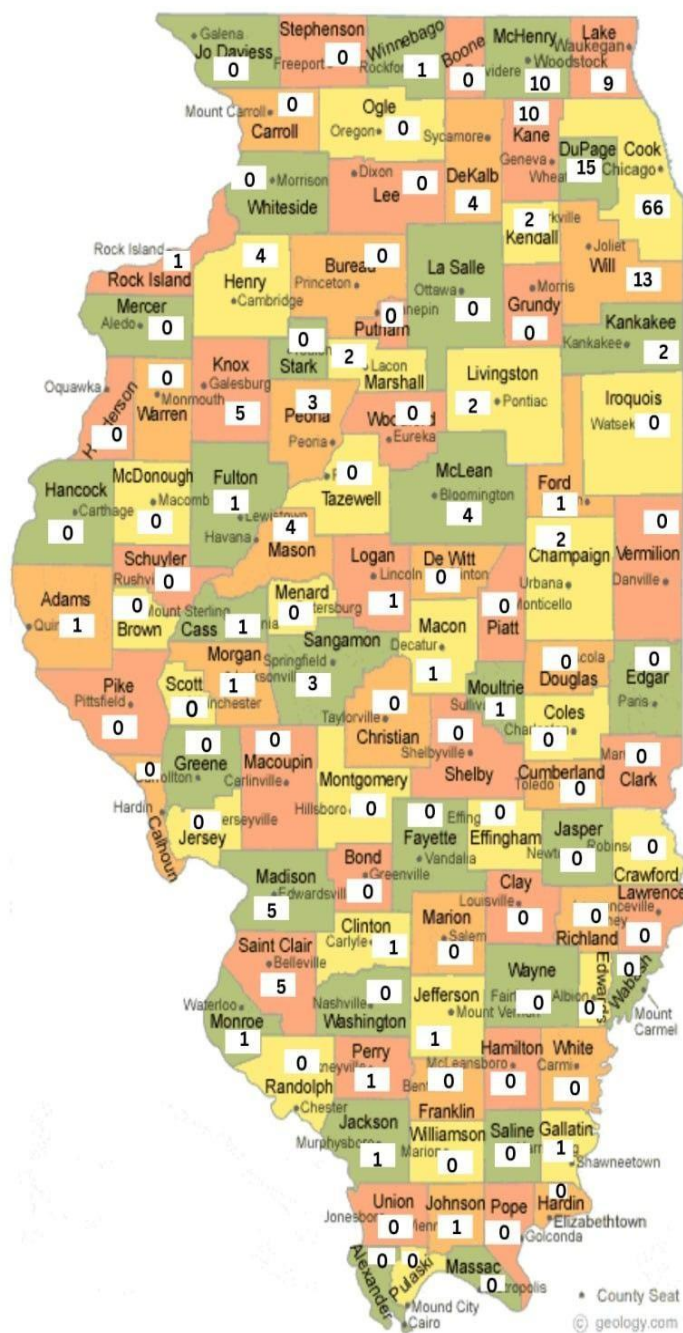 Galena
Jo Daviess
0
Stephenson
Freeport
0
Winnebago
1
Boone
0
McHenry
Woodstock
10
Lake
Waukegan
9
Mount Carroll
0
Carroll
Ogle
Oregon
0
Sycamore
DeKalb
4
10
Kane
Geneva
DuPage
15
Cook
Chicago
66
0
Morrison
Whiteside
Dixon
0
Lee
2
Kendall
Joliet
Will
13
Rock Island
1
Rock Island
4
Henry
Cambridge
0
Bureau
Princeton
La Salle
Ottawa
0
Morris
Grundy
0
Kankakee
Kankakee
2
Mercer
Aledo
0
0
Putnam
0
Stark
2
Lacon
Marshall
Knox
Galesburg
5
Livingston
2
Pontiac
Iroquois
0
Oquawka
0
0
Monmouth
Warren
3
Peoria
Peoria
0
Eureka
Hancock
Carthage
0
McDonough
Macomb
0
Fulton
1
Lewistown
Havana
0
Tazewell
McLean
Bloomington
4
Ford
1
4
Mason
2
Champaign
Urbana
0
Vermilion
Danville
Schuyler
0
Logan
Lincoln
1
De Witt
0
0
Monticello
Piatt
Adams
1
0
Mount Sterling
Brown
Cass
1
Menard
0
Macon
Decatur
1
Morgan
1
Sangamon
Springfield
3
0
Douglas
0
Edgar
Paris
Pike
Pittsfield
0
Scott
0
0
Taylorville
Christian
Moultrie
1
Coles
0
0
Shelbyville
Shelby
0
Clark
0
Greene
0
Macoupin
Carlinville
Montgomery
Hillsboro
0
Cumberland
Toledo
0
0
Hardin
Calhoun
0
Jersey
0
Fayette
Vandalia
0
Effingham
Jasper
0
0
Crawford
Madison
Edwardsville
5
Bond
Greenville
0
Clay
Louisville
0
Lawrence
0
0
Richland
Clinton
Carlyle
1
Marion
Salem
0
Saint Clair
Belleville
5
Wayne
0
Albion
Edwards
0
0
Wabash
Mount
Carmel
Waterloo
Monroe
1
Nashville
0
Washington
Jefferson
Mount Vernon
1
0
Randolph
Chester
Perry
1
McLeansboro
0
Franklin
Hamilton
0
White
Carmi
0
Jackson
Murphysboro
1
Williamson
Marion
0
Saline
0
Gallatin
1
Shawneetown
Union
Jonesboro
0
Johnson
1
Pope
0
Golconda
0
Hardin
Elizabethtown
0
Alexander
0
Pulaski
Massac
0
Mound City
Cairo
County Seat
© geology.com